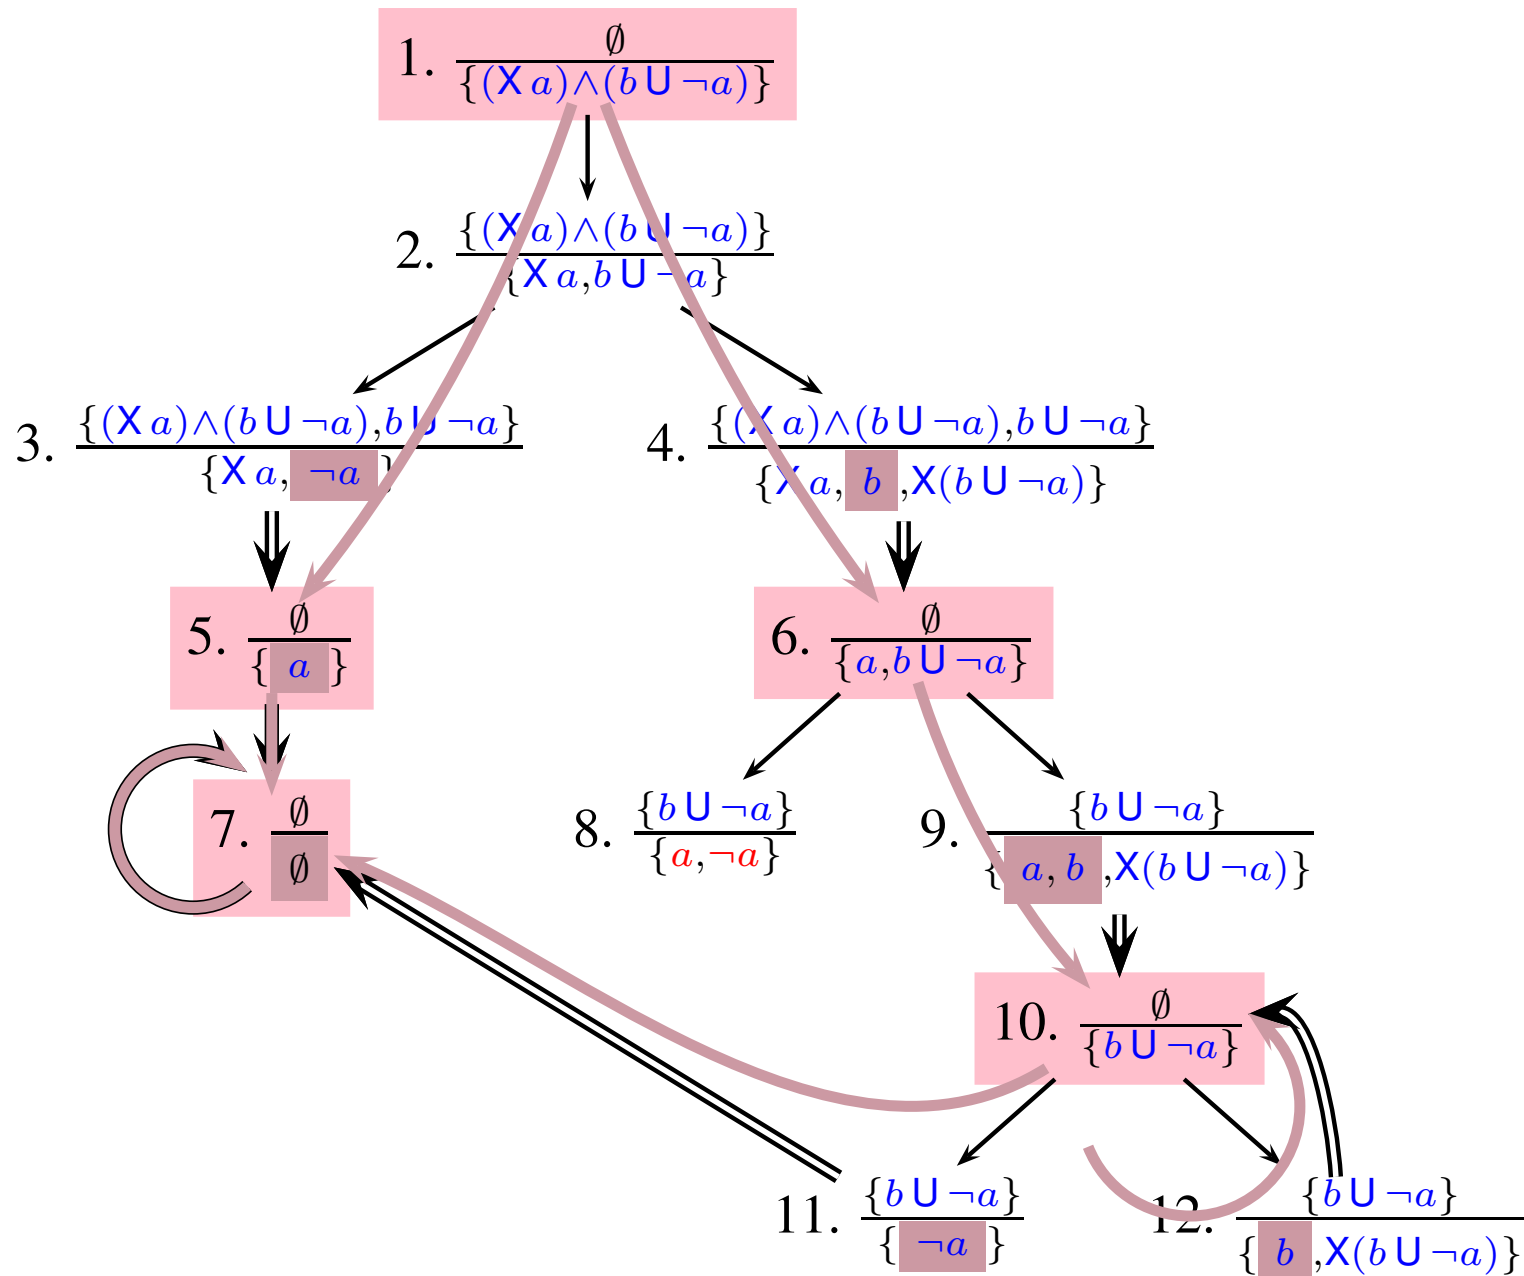 1. ∅
{(X a)∧(b U ¬a)}
2. {(X a)∧(b U ¬a)}
{X a,b U ¬a}
3. {(X a)∧(b U ¬a),b U ¬a}
{X a, ¬a }
4. {(X a)∧(b U ¬a),b U ¬a}
{X a, b ,X(b U ¬a)}
5. ∅
{ a }
6. ∅
{a,b U ¬a}
7. ∅
∅
8. {b U ¬a}
{a,¬a}
9. {b U ¬a}
{ a, b ,X(b U ¬a)}
10. ∅
{b U ¬a}
11. {b U ¬a}
{ ¬a }
12. {b U ¬a}
{ b ,X(b U ¬a)}